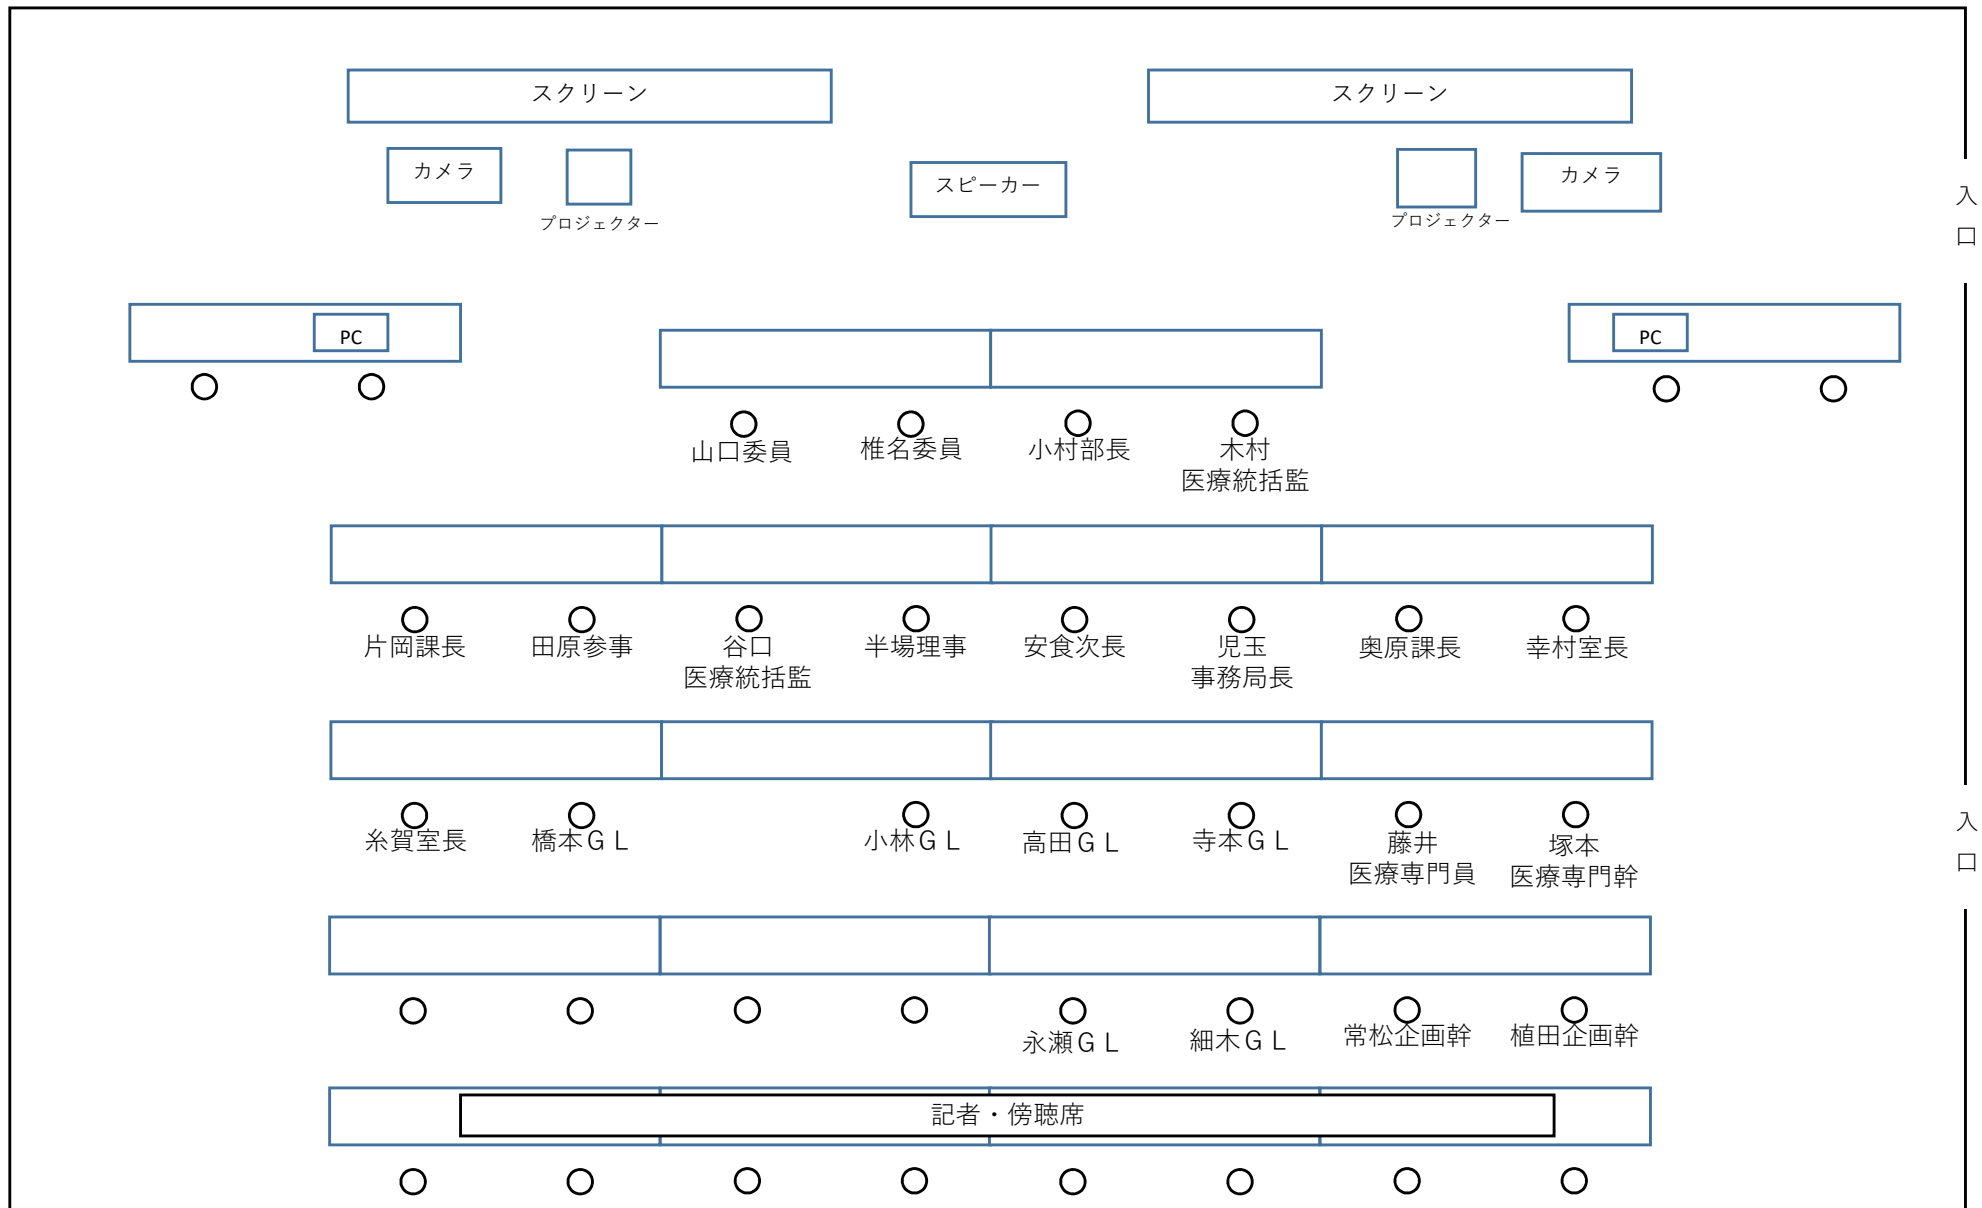 スクリーン
スクリーン
カメラ
プロジェクター
スピーカー
プロジェクター
カメラ
入
口
PC
PC
山口委員
椎名委員
小村部長
木村
医療統括監
片岡課長
田原参事
谷口
医療統括監
半場理事
安食次長
児玉
事務局長
奥原課長
幸村室長
糸賀室長
橋本ＧＬ
小林ＧＬ
高田ＧＬ
寺本ＧＬ
藤井
医療専門員
塚本
医療専門幹
入
口
永瀬ＧＬ
細木ＧＬ
常松企画幹
植田企画幹
記者・傍聴席